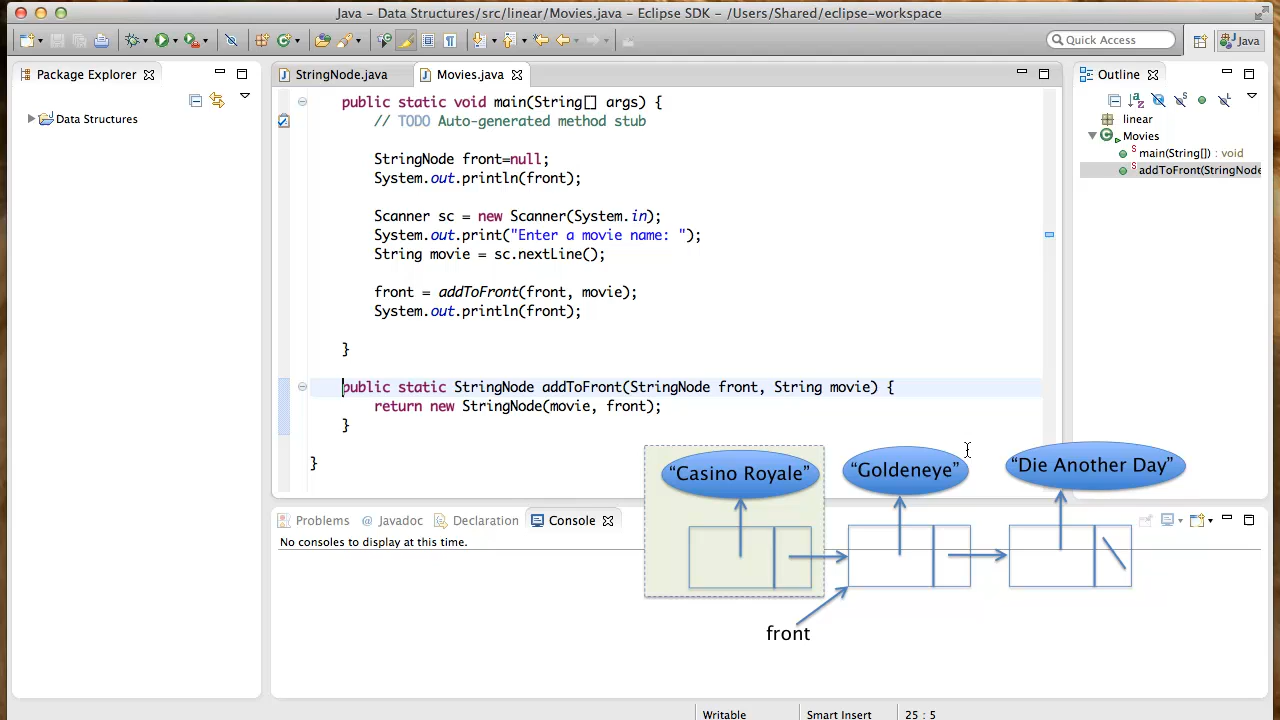 Java - Data Structures/src/linear/Movies.java - Eclipse SDK - /Users/Shared/eclipse-workspace
Quick Access
Java
Package Explorer
Data Structures
StringNode.java
Movies.java
public static void main(String[] args) {
// TODO Auto-generated method stub
StringNode front=null;
System.out.println(front);
Scanner sc = new Scanner(System.in);
System.out.print("Enter a movie name: ");
String movie = sc.nextLine();
front = addToFront(front, movie);
System.out.println(front);
}
public static StringNode addToFront(StringNode front, String movie) {
return new StringNode(movie, front);
}
}
Outline
linear
Movies
main(String[]) : void
addToFront(StringNode
“Casino Royale”
“Goldeneye”
“Die Another Day”
front
Problems
Javadoc
Declaration
Console
No consoles to display at this time.
Writable
Smart Insert
25 : 5